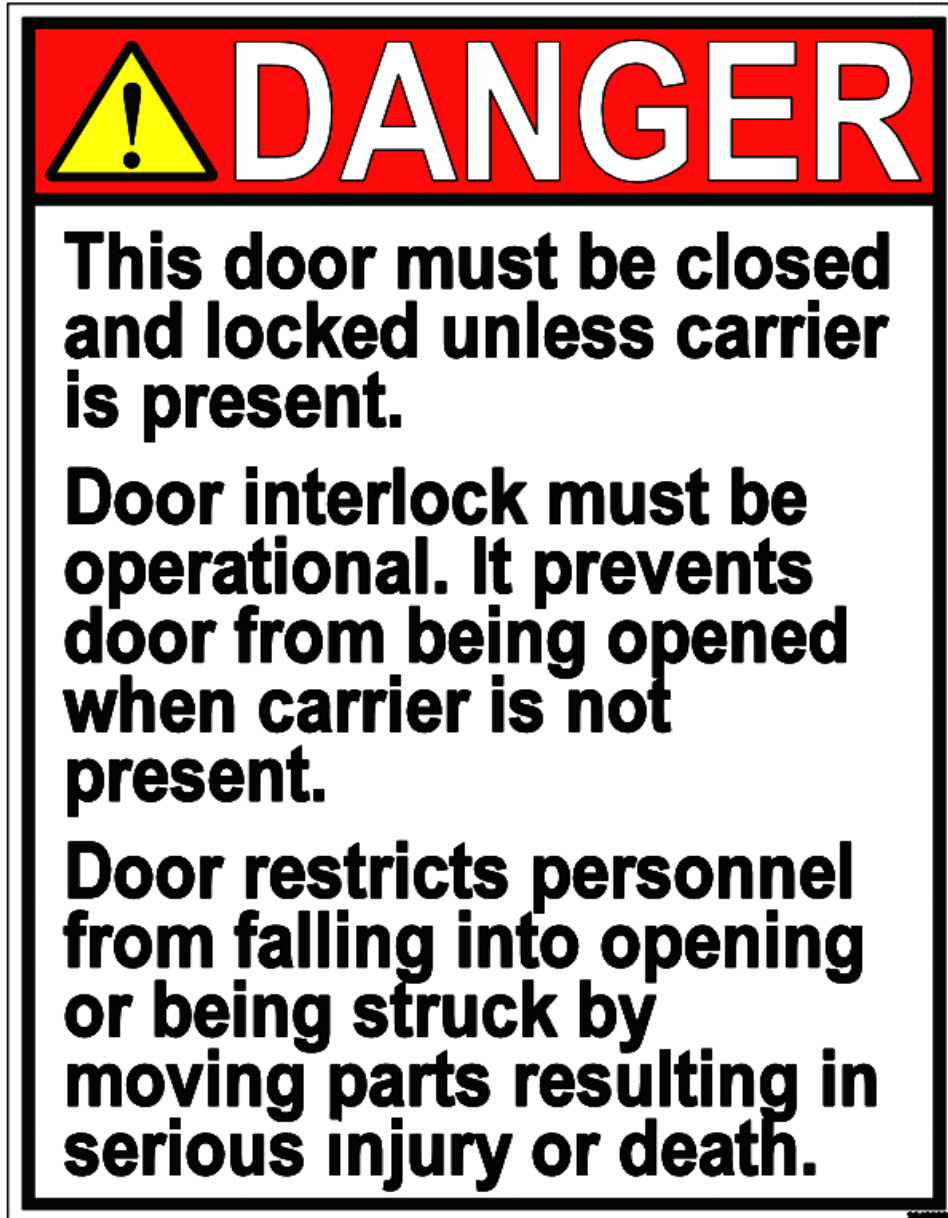 DANGER
This door must be closed
and locked unless carrier
is present.
Door interlock must be
operational. It prevents
door from being opened
when carrier is not
present.
Door restricts personnel
from falling into opening
or being struck by
moving parts resulting in
serious injury or death.